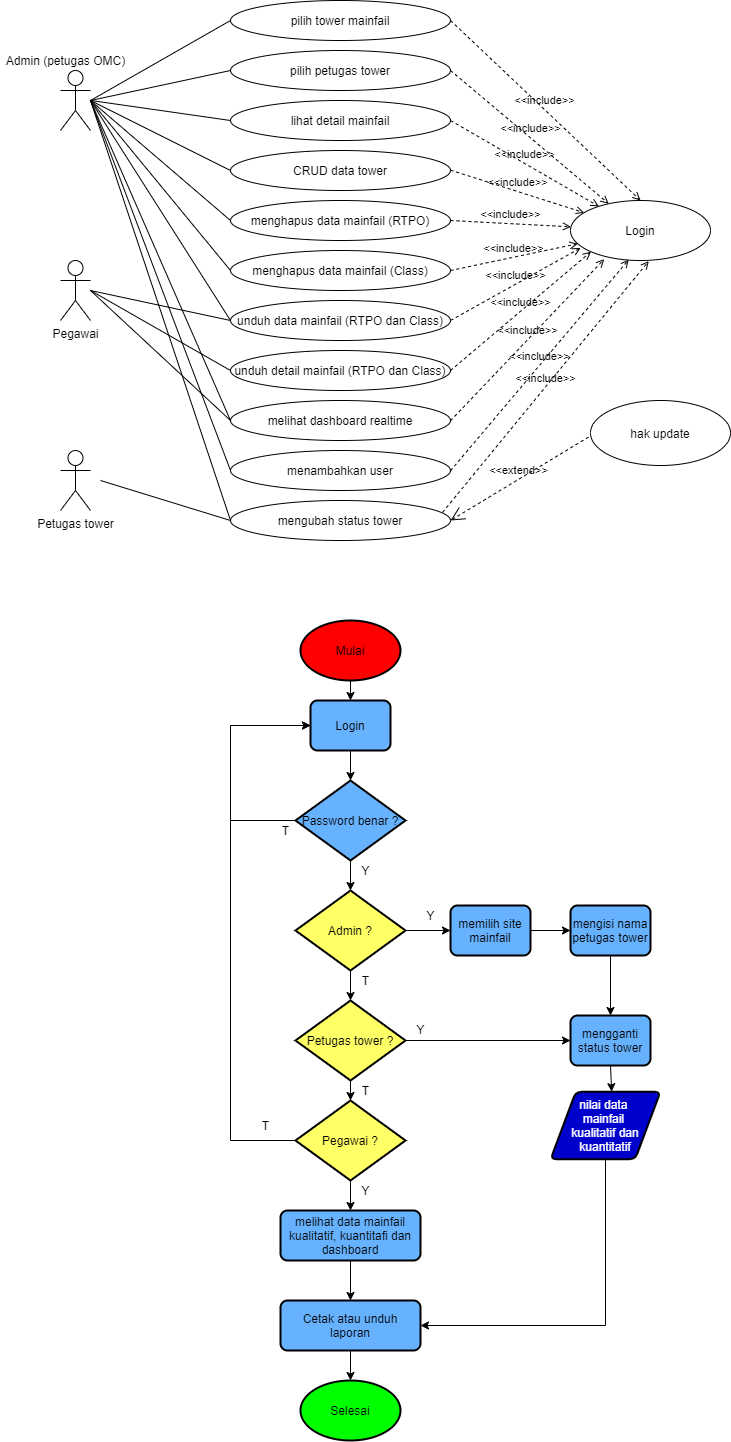 pilih tower mainfail
Admin (petugas OMC)
pilih petugas tower
<<include>>
lihat detail mainfail
<<include>>
<<include>>
CRUD data tower
<<include>>
menghapus data mainfail (RTPO)
<<include>>
Login
menghapus data mainfail (Class)
<<include>>
<<include>>
unduh data mainfail (RTPO dan Class)
<<include>>
Pegawai
<<include>>
unduh detail mainfail (RTPO dan Class)
<<include>>
<<include>>
melihat dashboard realtime
hak update
menambahkan user
<<extend>>
Petugas tower
mengubah status tower
Mulai
Login
Password benar ?
T
Y
Admin ?
Y
memilih site
mainfail
mengisi nama
petugas tower
T
Petugas tower ?
Y
mengganti
status tower
T
nilai data
mainfail
kualitatif dan
kuantitatif
Pegawai ?
T
Y
melihat data mainfail
kualitatif, kuantitafi dan
dashboard
Cetak atau unduh
laporan
Selesai